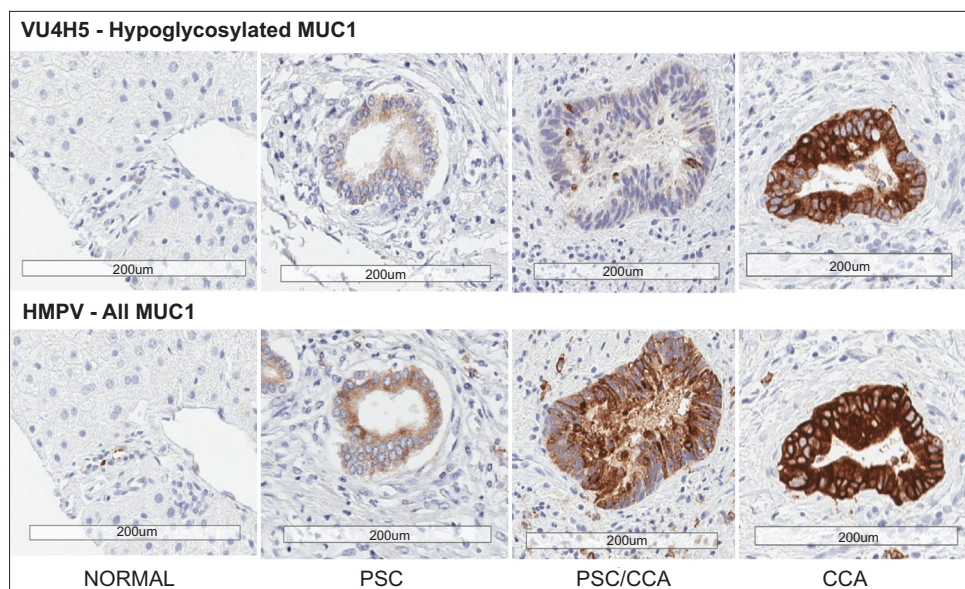 VU4H5 - Hypoglycosylated MUC1
200um 200um 200um 200um
HMPV - All MUC1
200um 200um 200um 200um
NORMAL PSC PSC/CCA CCA